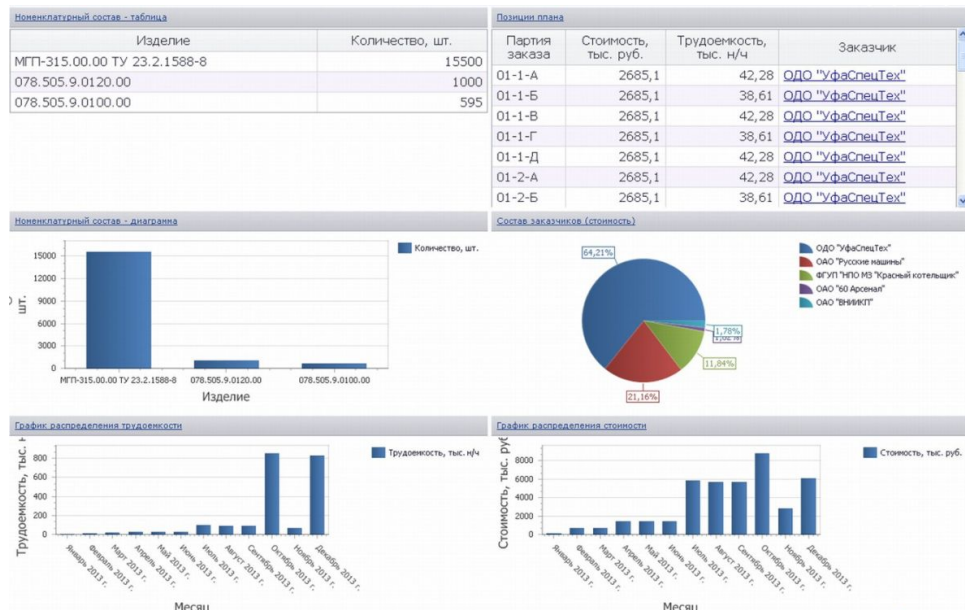 Номенклатурный состав - таблица
Изделие Количество, шт.
МГП-315.00.00 ТУ 23.2.1588-8 15500
078.505.9.0120.00 1000
078.505.9.0100.00 595
Позиции плана
Партия заказа Стоимость, тыс. руб. Трудоемкость, тыс. н/ч Заказчик
01-1-А 2685,1 42,28 ОДО "УфаСпецТех"
01-1-Б 2685,1 38,61 ОДО "УфаСпецТех"
01-1-В 2685,1 42,28 ОДО "УфаСпецТех"
01-1-Г 2685,1 38,61 ОДО "УфаСпецТех"
01-1-Д 2685,1 42,28 ОДО "УфаСпецТех"
01-2-А 2685,1 42,28 ОДО "УфаСпецТех"
01-2-Б 2685,1 38,61 ОДО "УфаСпецТех"
Номенклатурный состав - диаграмма
Количество, шт.
15000
12000
9000
6000
3000
0
шт.
МГП-315.00.00 ТУ 23.2.1588-8 078.505.9.0120.00 078.505.9.0100.00
Изделие
Состав заказчиков (стоимость)
64,21%
1,78%
11,84%
21,16%
ОДО "УфаСпецТех"
ОАО "Русские машины"
ФГУП "НПО МЗ "Красный котельщик"
ОАО "60 Арсенал"
ОАО "ВНИИКП"
График распределения трудоемкости
Трудоемкость, тыс. н/ч
800
600
400
200
0
Трудоемкость, тыс.
Январь 2013 г.
Февраль 2013 г.
Март 2013 г.
Апрель 2013 г.
Май 2013 г.
Июнь 2013 г.
Июль 2013 г.
Август 2013 г.
Сентябрь 2013 г.
Октябрь 2013 г.
Ноябрь 2013 г.
Декабрь 2013 г.
Месяц
График распределения стоимости
Стоимость, тыс. руб.
8000
6000
4000
2000
0
Стоимость, тыс. руб
Январь 2013 г.
Февраль 2013 г.
Март 2013 г.
Апрель 2013 г.
Май 2013 г.
Июнь 2013 г.
Июль 2013 г.
Август 2013 г.
Сентябрь 2013 г.
Октябрь 2013 г.
Ноябрь 2013 г.
Декабрь 2013 г.
Месяц